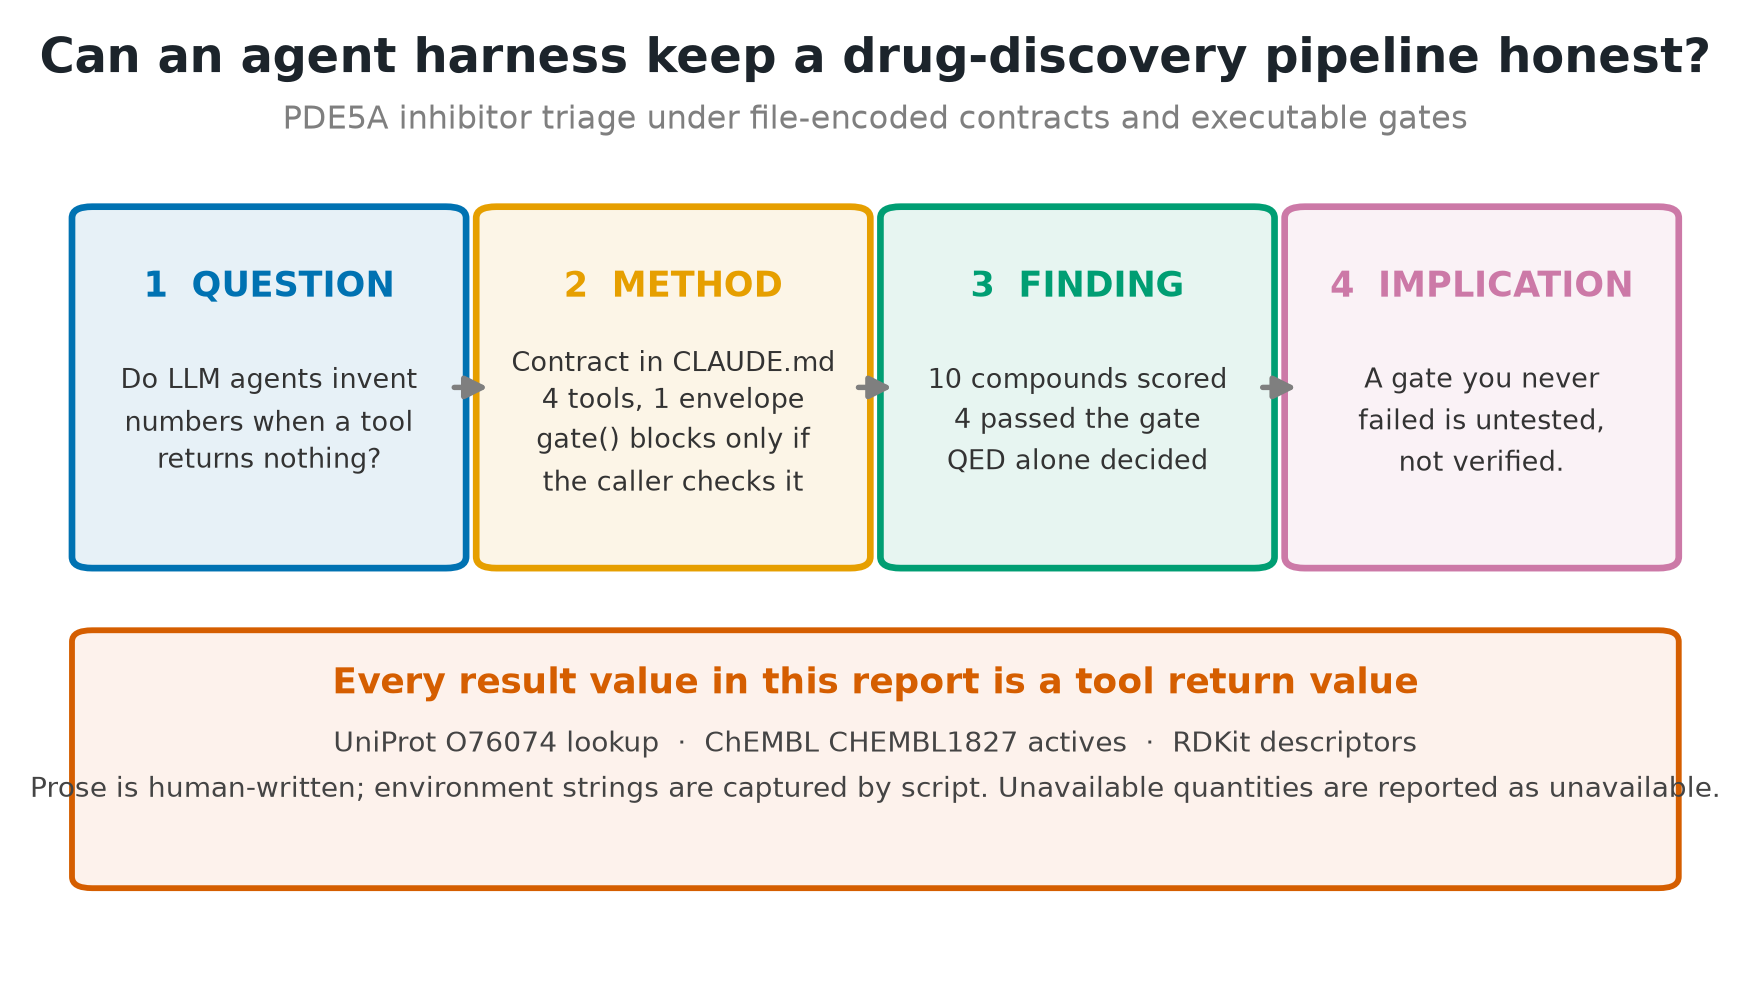 Can an agent harness keep a drug-discovery pipeline honest?
PDE5A inhibitor triage under file-encoded contracts and executable gates
1 QUESTION
Do LLM agents invent
numbers when a tool
returns nothing?
2 METHOD
Contract in CLAUDE.md
4 tools, 1 envelope
gate() blocks only if
the caller checks it
3 FINDING
10 compounds scored
4 passed the gate
QED alone decided
4 IMPLICATION
A gate you never
failed is untested,
not verified.
Every result value in this report is a tool return value
UniProt O76074 lookup · ChEMBL CHEMBL1827 actives · RDKit descriptors
Prose is human-written; environment strings are captured by script. Unavailable quantities are reported as unavailable.